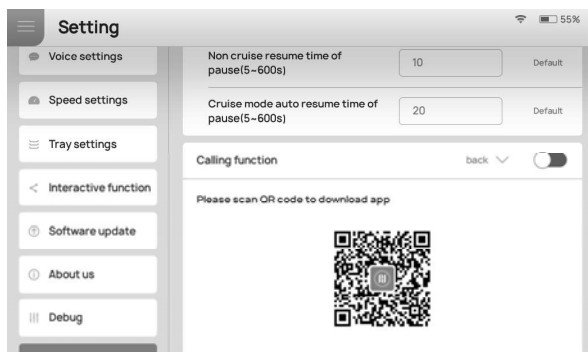 Setting
55%
Voice settings
Speed settings
Tray settings
Interactive function
Software update
About us
Debug
Non cruise resume time of
pause(5~600s)
10
Default
Cruise mode auto resume time of
pause(5~600s)
20
Default
Calling function
back
Please scan QR code to download app